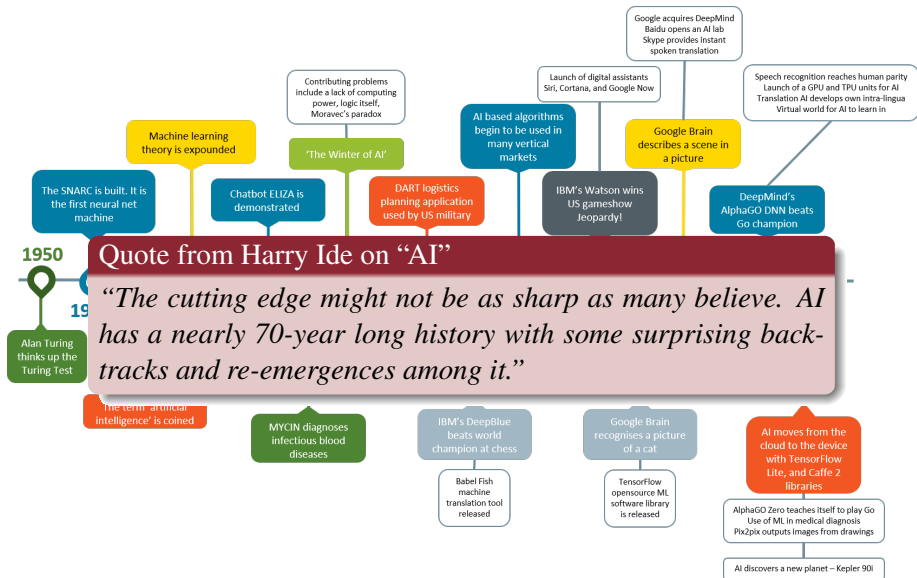 Google acquires DeepMind
Baidu opens an AI lab
Skype provides instant
spoken translation
Contributing problems
include a lack of computing
power, logic itself,
Moravec's paradox
Launch of digital assistants
Siri, Cortana, and Google Now
Speech recognition reaches human parity
Launch of a GPU and TPU units for AI
Translation AI develops own intra-lingua
Virtual world for AI to learn in
Machine learning
theory is expounded
'The Winter of AI'
AI based algorithms
begin to be used in
many vertical
markets
Google Brain
describes a scene in
a picture
The SNARC is built. It is
the first neural net
machine
Chatbot ELIZA is
demonstrated
DART logistics
planning application
used by US military
IBM's Watson wins
US gameshow
Jeopardy!
DeepMind's
AlphaGO DNN beats
Go champion
1950
19
Quote from Harry Ide on “AI”
“The cutting edge might not be as sharp as many believe. AI
has a nearly 70-year long history with some surprising back-
tracks and re-emergences among it.”
Alan Turing
thinks up the
Turing Test
The term 'artificial
intelligence' is coined
MYCIN diagnoses
infectious blood
diseases
IBM's DeepBlue
beats world
champion at chess
Babel Fish
machine
translation tool
released
Google Brain
recognises a picture
of a cat
TensorFlow
opensource ML
software library
is released
AI moves from the
cloud to the device
with TensorFlow
Lite, and Caffe 2
libraries
AlphaGO Zero teaches itself to play Go
Use of ML in medical diagnosis
Pix2pix outputs images from drawings
AI discovers a new planet – Kepler 90i